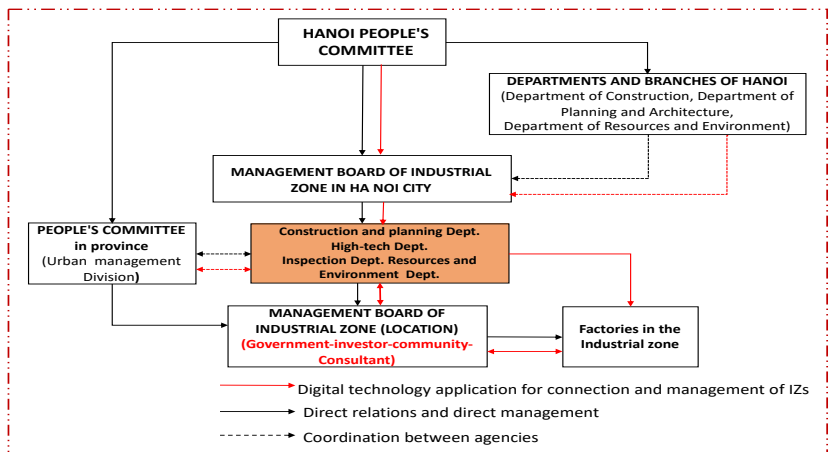 HANOI PEOPLE'S
COMMITTEE
DEPARTMENTS AND BRANCHES OF HANOI
(Department of Construction, Department of
Planning and Architecture,
Department of Resources and Environment)
MANAGEMENT BOARD OF INDUSTRIAL
ZONE IN HA NOI CITY
PEOPLE'S COMMITTEE
in province
(Urban management
Division)
Construction and planning Dept.
High-tech Dept.
Inspection Dept. Resources and
Environment Dept.
MANAGEMENT BOARD OF
INDUSTRIAL ZONE (LOCATION)
(Government-investor-community-
Consultant)
Factories in the
Industrial zone
Digital technology application for connection and management of IZs
Direct relations and direct management
Coordination between agencies